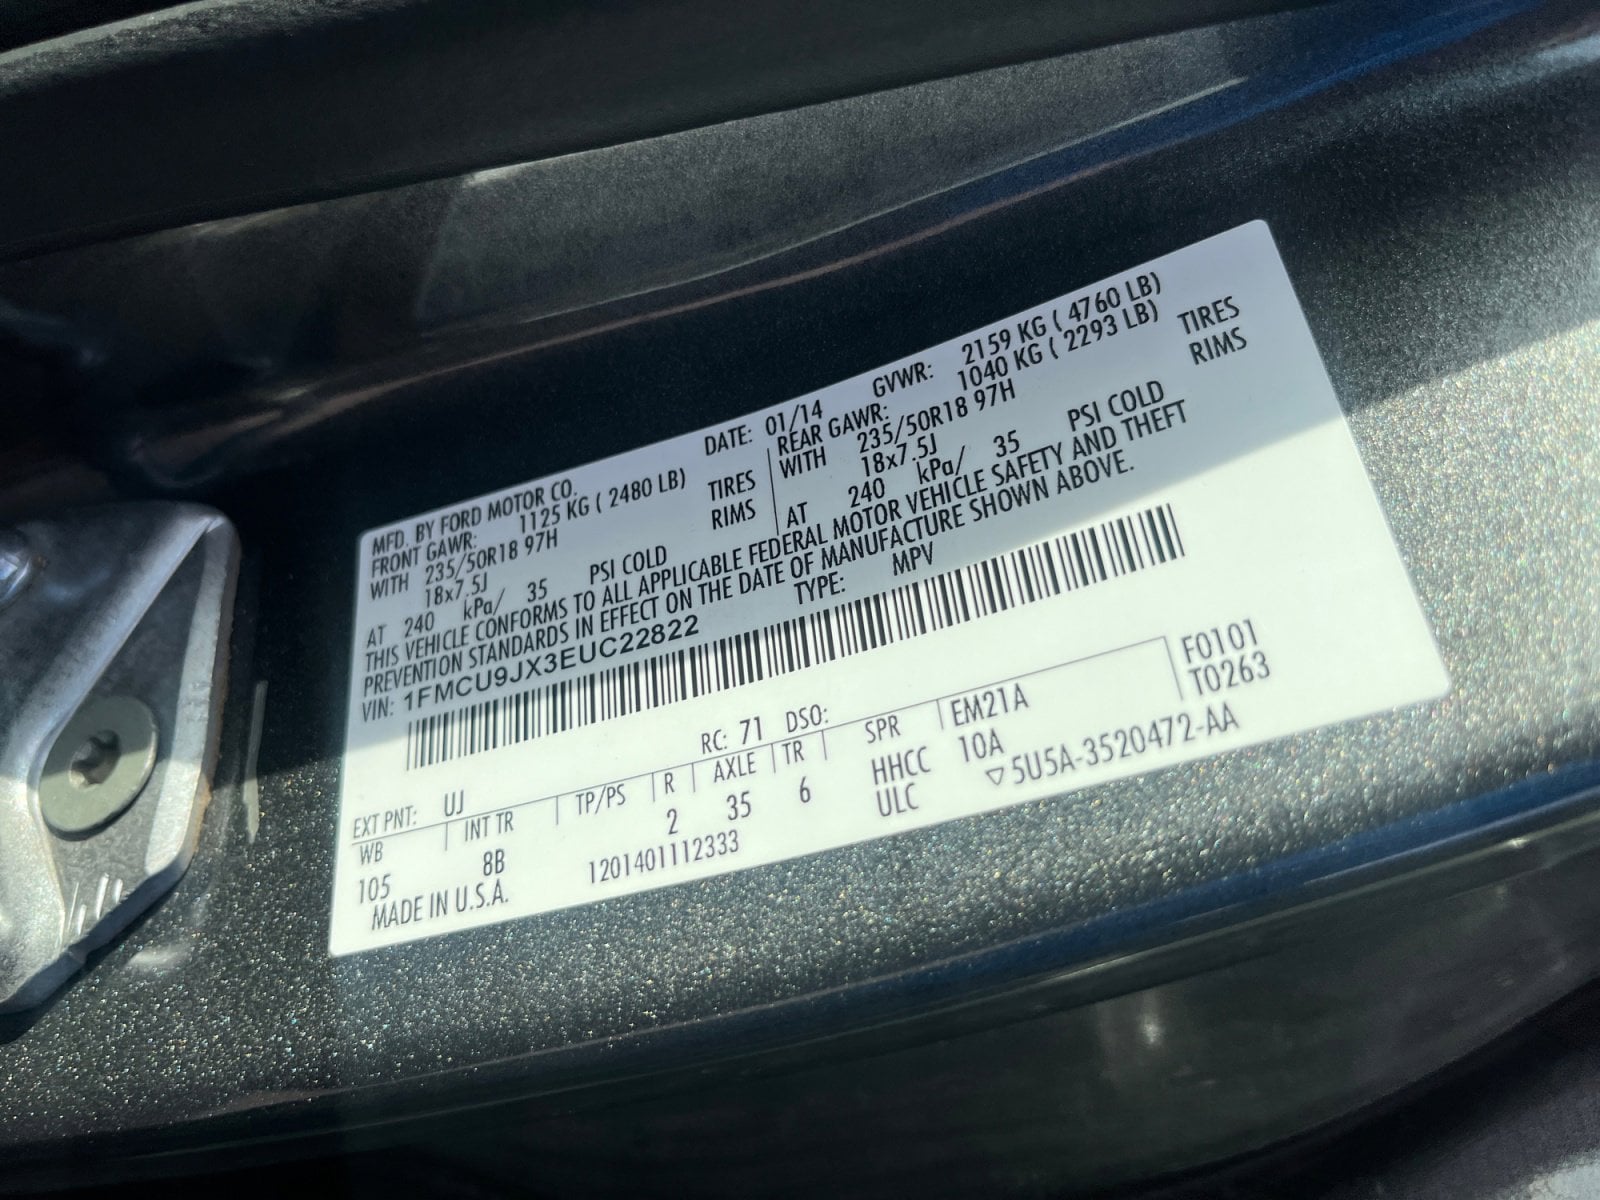 MFD. BY FORD MOTOR CO. DATE: 01/14 GVWR: 2159 KG ( 4760 LB)
FRONT GAWR: 1125 KG ( 2480 LB) REAR GAWR: 1040 KG ( 2293 LB)
WITH 235/50R18 97H TIRES WITH 235/50R18 97H TIRES
18x7.5J RIMS 18x7.5J RIMS
AT 240 kPa/ 35 PSI COLD AT 240 kPa/ 35 PSI COLD
THIS VEHICLE CONFORMS TO ALL APPLICABLE FEDERAL MOTOR VEHICLE SAFETY AND THEFT
PREVENTION STANDARDS IN EFFECT ON THE DATE OF MANUFACTURE SHOWN ABOVE.
VIN: 1FMCU9JX3EUC22822 TYPE: MPV
EXT PNT: UJ RC: 71 DSO: F0101
WB INT TR TP/PS R AXLE TR SPR EM21A T0263
105 8B 2 35 6 HHCC 10A
MADE IN U.S.A. 1201401112333 ULC ▽5U5A-3520472-AA